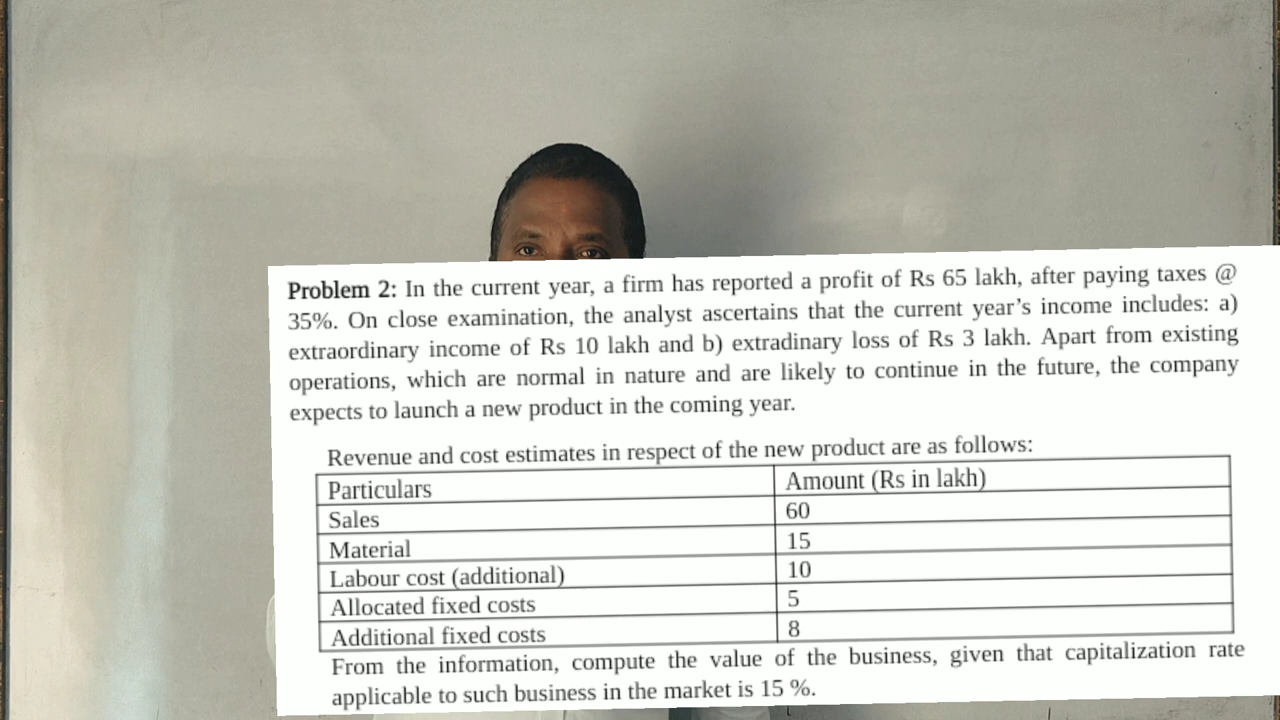 Problem 2: In the current year, a firm has reported a profit of Rs 65 lakh, after paying taxes @
35%. On close examination, the analyst ascertains that the current year's income includes: a)
extraordinary income of Rs 10 lakh and b) extradinary loss of Rs 3 lakh. Apart from existing
operations, which are normal in nature and are likely to continue in the future, the company
expects to launch a new product in the coming year.
Revenue and cost estimates in respect of the new product are as follows:
Particulars Amount (Rs in lakh)
Sales 60
Material 15
Labour cost (additional) 10
Allocated fixed costs 5
Additional fixed costs 8
From the information, compute the value of the business, given that capitalization rate
applicable to such business in the market is 15 %.